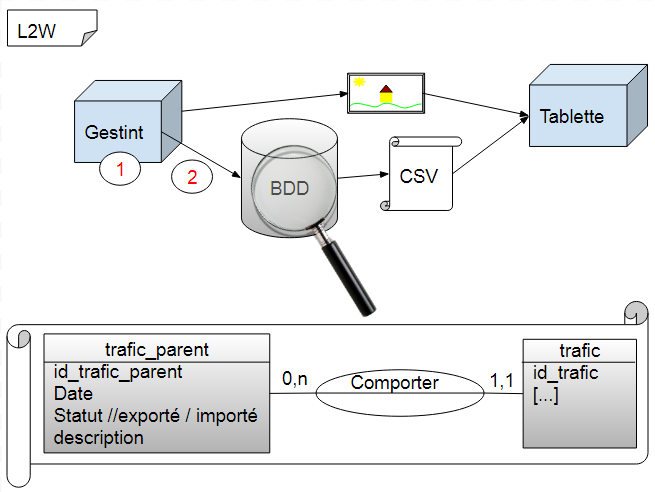 L2W
Gestint
1
2
BDD
CSV
Tablette
trafic_parent
id_trafic_parent
Date
Statut //exporté / importé
description
0,n
Comporter
1,1
trafic
id_trafic
[...]